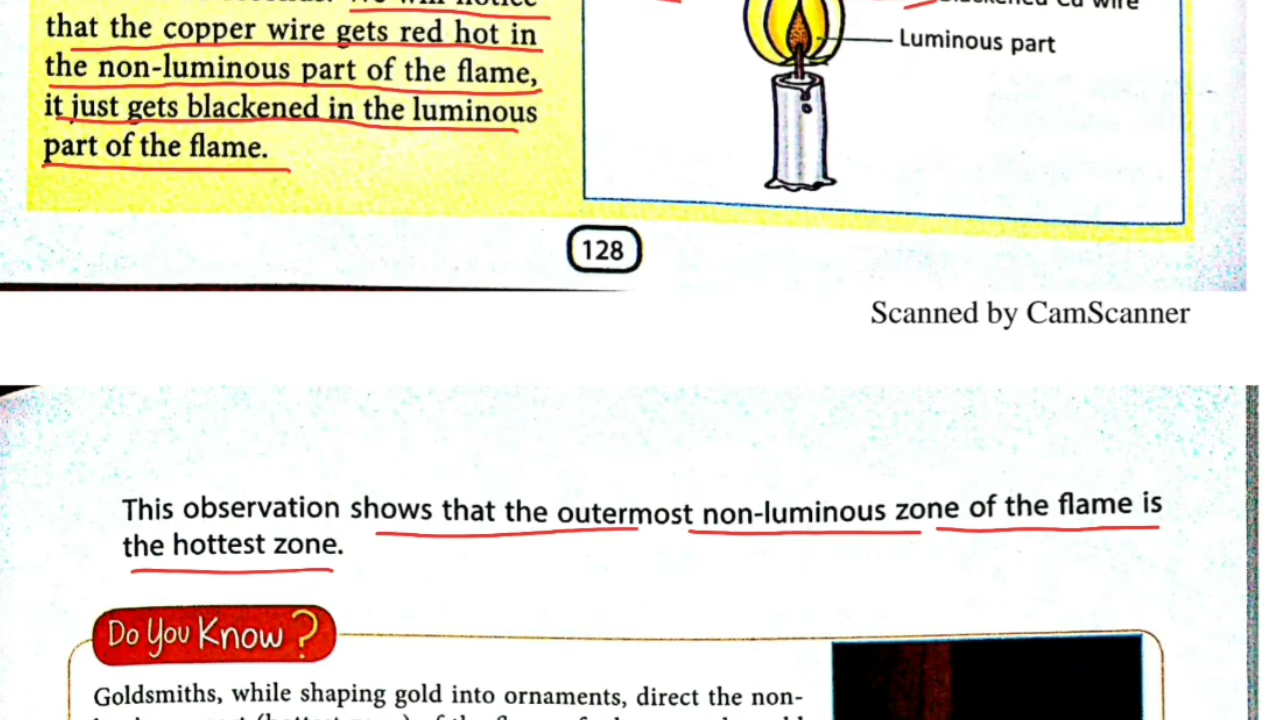 that the copper wire gets red hot in
the non-luminous part of the flame,
it just gets blackened in the luminous
part of the flame.
wire
Luminous part
128
Scanned by CamScanner
This observation shows that the outermost non-luminous zone of the flame is
the hottest zone.
Do You Know?
Goldsmiths, while shaping gold into ornaments, direct the non-